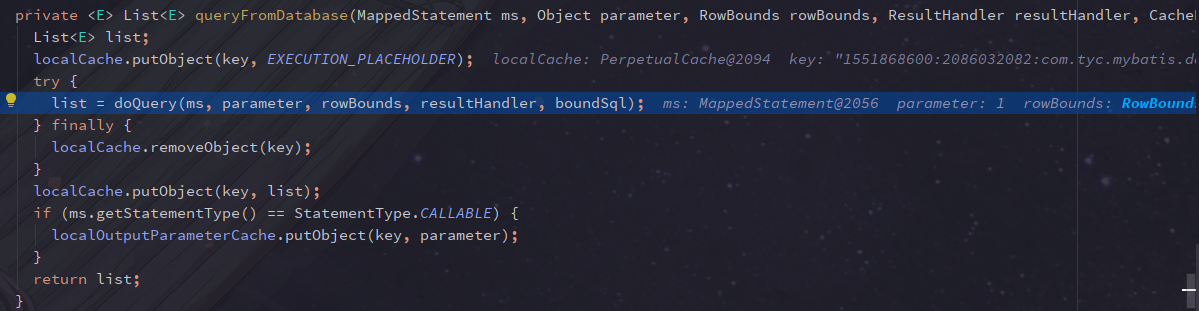 private <E> List<E> queryFromDatabase(MappedStatement ms, Object parameter, RowBounds rowBounds, ResultHandler resultHandler,
List<E> list;
localCache.putObject(key, EXECUTION_PLACEHOLDER); localCache: PerpetualCache@2094 key: "1551868600:2086032082:com.tyc.mybatis.d
try {
list = doQuery(ms, parameter, rowBounds, resultHandler, boundSql); ms: MappedStatement@2056 parameter: 1 rowBounds: RowBound
} finally {
localCache.removeObject(key);
}
localCache.putObject(key, list);
if (ms.getStatementType() == StatementType.CALLABLE) {
localOutputParameterCache.putObject(key, parameter);
}
return list;
}